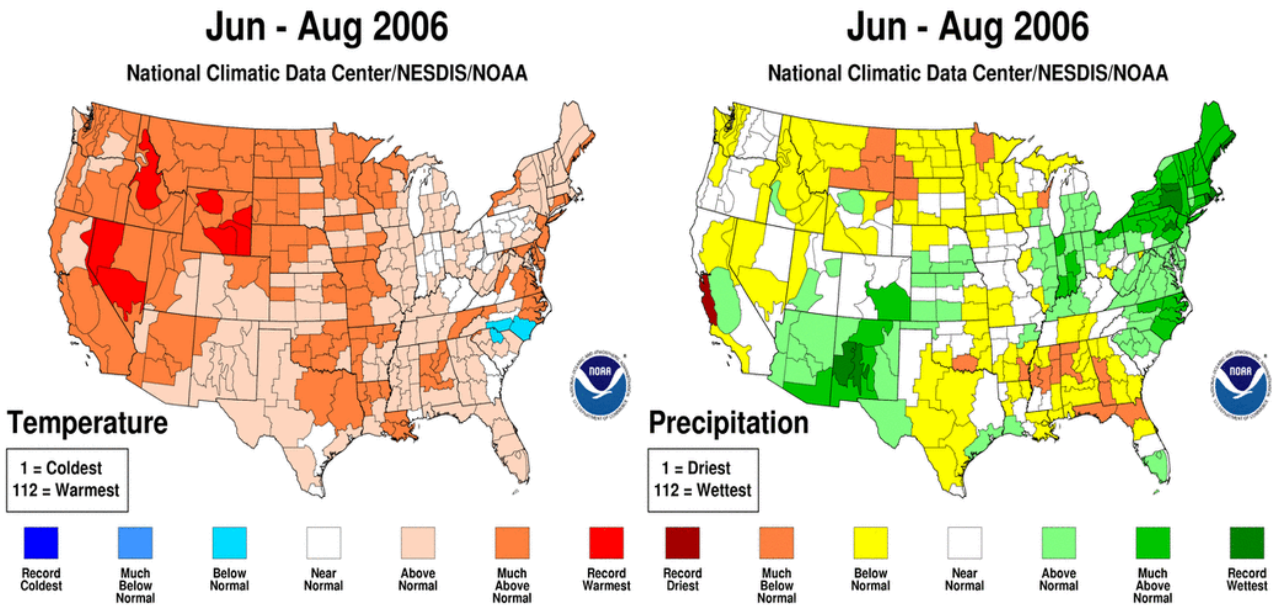 Jun - Aug 2006
National Climatic Data Center/NESDIS/NOAA
NOAA
Temperature
1 = Coldest
112 = Warmest
Record
Coldest
Much
Below
Normal
Below
Normal
Near
Normal
Above
Normal
Much
Above
Normal
Record
Warmest
Jun - Aug 2006
National Climatic Data Center/NESDIS/NOAA
NOAA
Precipitation
1 = Driest
112 = Wettest
Record
Driest
Much
Below
Normal
Below
Normal
Near
Normal
Above
Normal
Much
Above
Normal
Record
Wettest